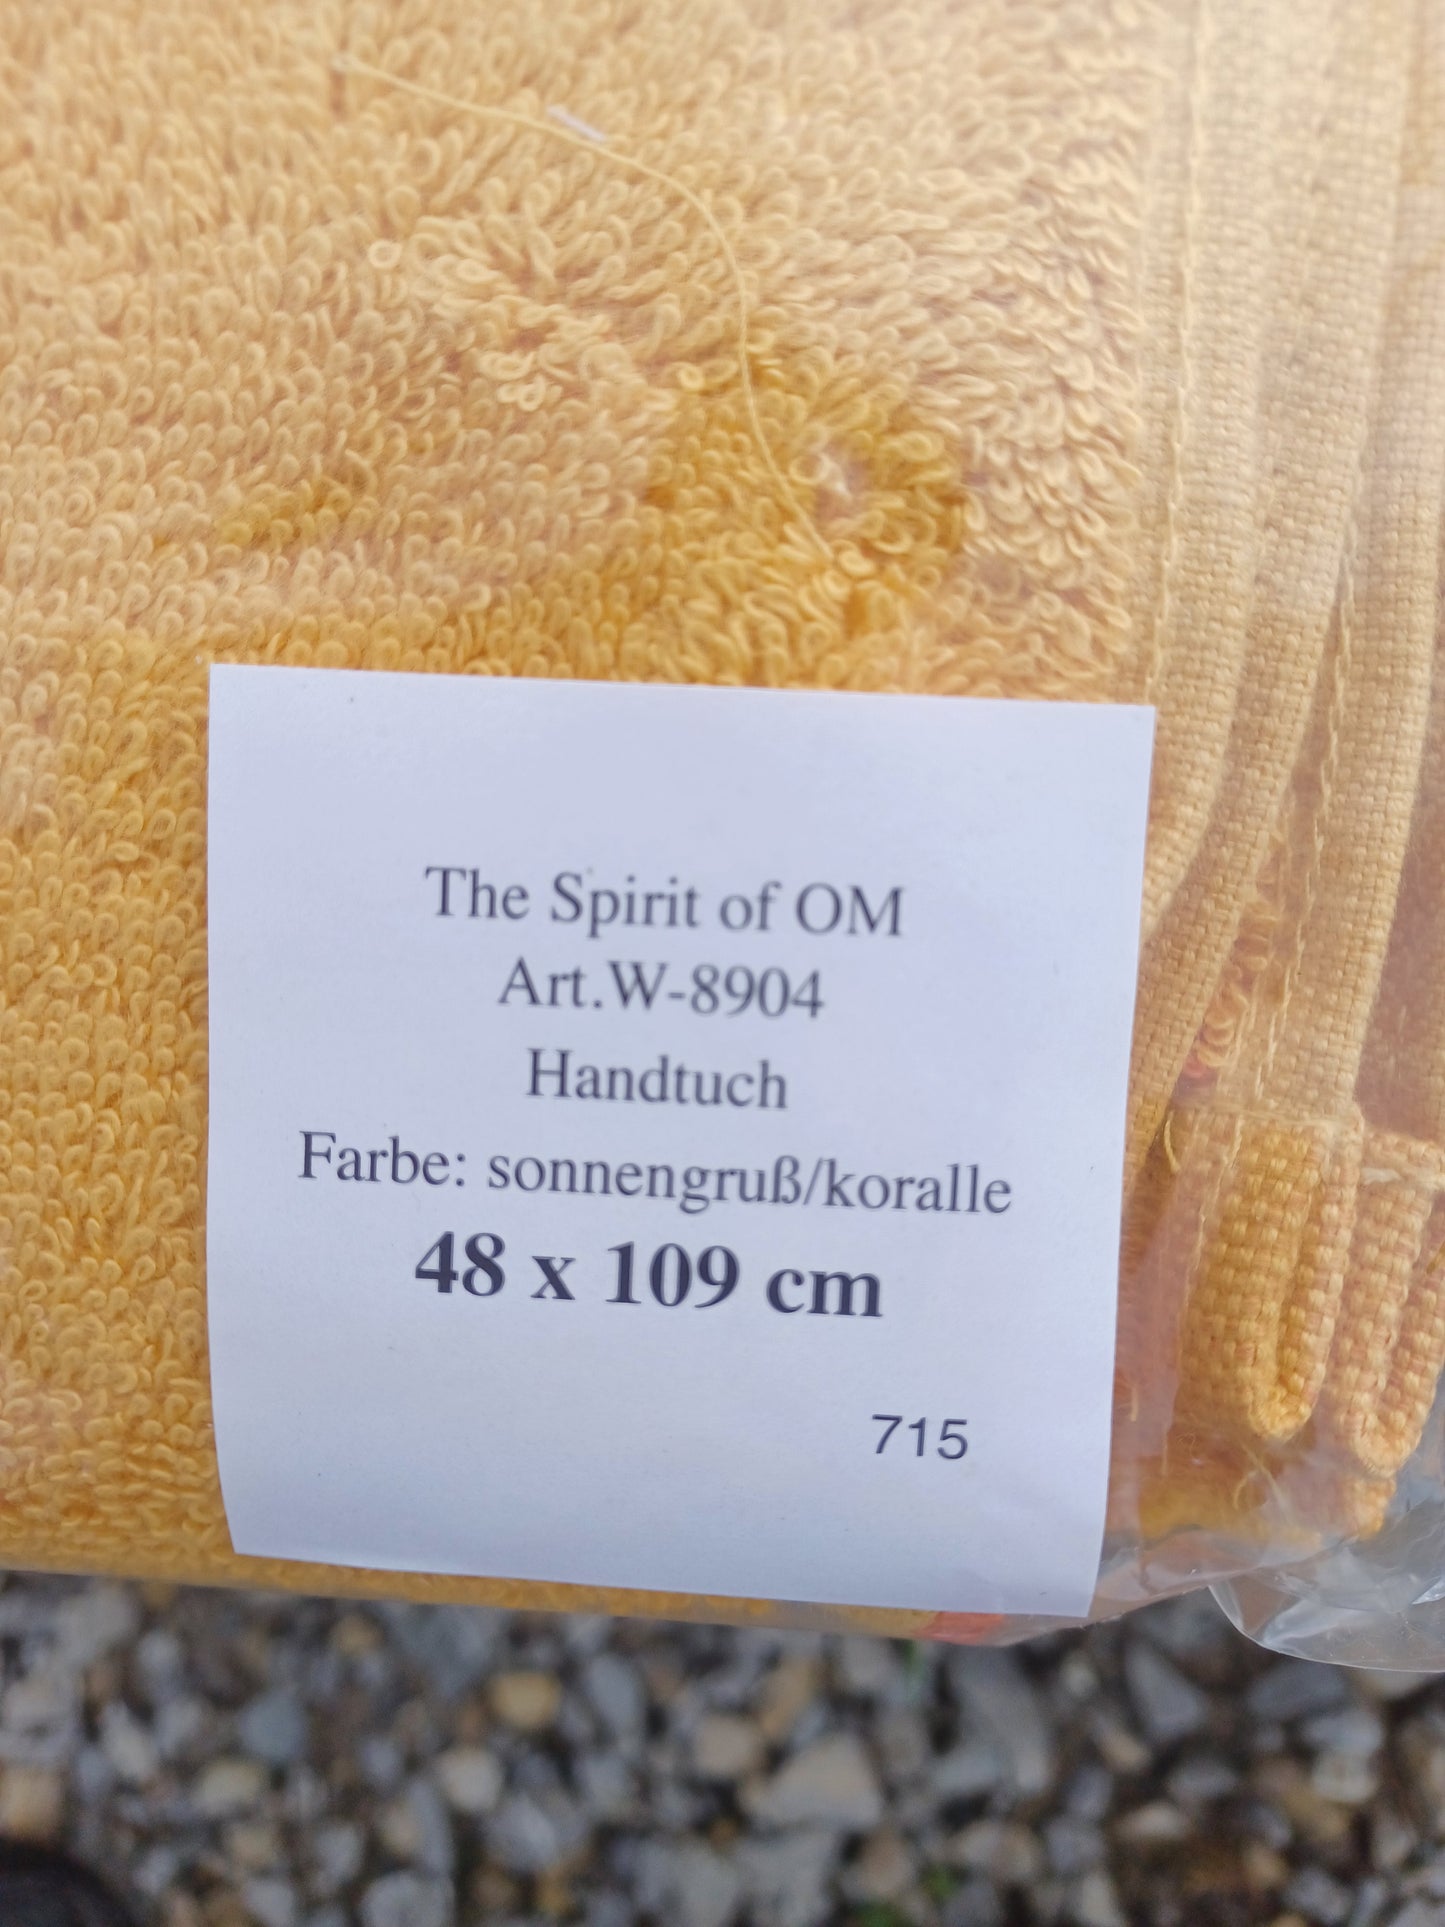 The Spirit of OM
Art.W-8904
Handtuch
Farbe: sonnengruß/koralle
48 x 109 cm
715